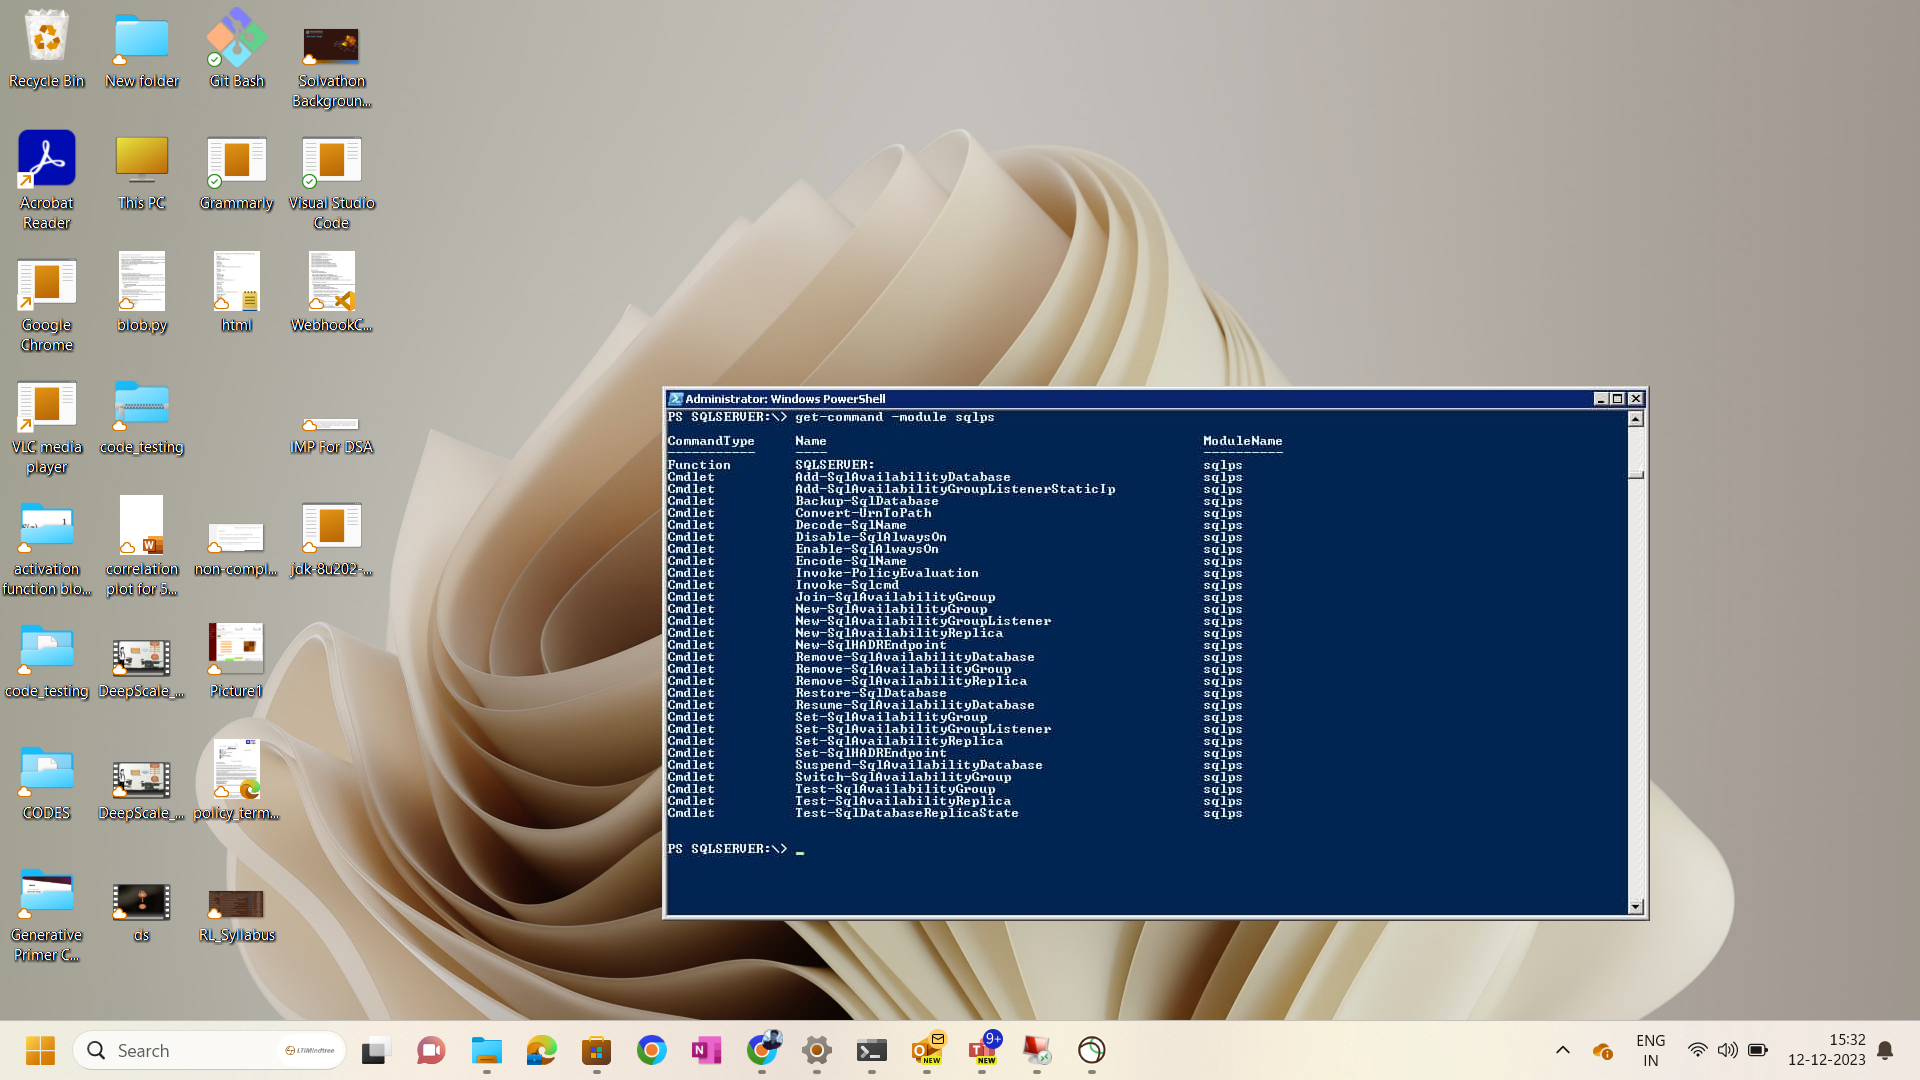 Recycle Bin
New folder
Git Bash
Solvathon
Backgroun...
Acrobat
Reader
This PC
Grammarly
Visual Studio
Code
Google
Chrome
blob.py
html
WebhookC...
VLC media
player
code_testing
IMP For DSA
activation
function blo...
correlation
plot for 5...
non-compl...
jdk-8u202-...
code_testing
DeepScale_...
Picture1
CODES
DeepScale_...
policy_term...
Generative
Primer C...
ds
RL_Syllabus
Administrator: Windows PowerShell
PS SQLSERVER:\> get-command -module sqlps
CommandType Name ModuleName
----------- ---- ----------
Function SQLSERVER: sqlps
Cmdlet Add-SqlAvailabilityDatabase sqlps
Cmdlet Add-SqlAvailabilityGroupListenerStaticIp sqlps
Cmdlet Backup-SqlDatabase sqlps
Cmdlet Convert-UrnToPath sqlps
Cmdlet Decode-SqlName sqlps
Cmdlet Disable-SqlAlwaysOn sqlps
Cmdlet Enable-SqlAlwaysOn sqlps
Cmdlet Encode-SqlName sqlps
Cmdlet Invoke-PolicyEvaluation sqlps
Cmdlet Invoke-Sqlcmd sqlps
Cmdlet Join-SqlAvailabilityGroup sqlps
Cmdlet New-SqlAvailabilityGroup sqlps
Cmdlet New-SqlAvailabilityGroupListener sqlps
Cmdlet New-SqlAvailabilityReplica sqlps
Cmdlet New-SqlHADREndpoint sqlps
Cmdlet Remove-SqlAvailabilityDatabase sqlps
Cmdlet Remove-SqlAvailabilityGroup sqlps
Cmdlet Remove-SqlAvailabilityReplica sqlps
Cmdlet Restore-SqlDatabase sqlps
Cmdlet Resume-SqlAvailabilityDatabase sqlps
Cmdlet Set-SqlAvailabilityGroup sqlps
Cmdlet Set-SqlAvailabilityGroupListener sqlps
Cmdlet Set-SqlAvailabilityReplica sqlps
Cmdlet Set-SqlHADREndpoint sqlps
Cmdlet Suspend-SqlAvailabilityDatabase sqlps
Cmdlet Switch-SqlAvailabilityGroup sqlps
Cmdlet Test-SqlAvailabilityGroup sqlps
Cmdlet Test-SqlAvailabilityReplica sqlps
Cmdlet Test-SqlDatabaseReplicaState sqlps
PS SQLSERVER:\> _
Search
LTIMindtree
NEW
9+
NEW
ENG
IN
15:32
12-12-2023